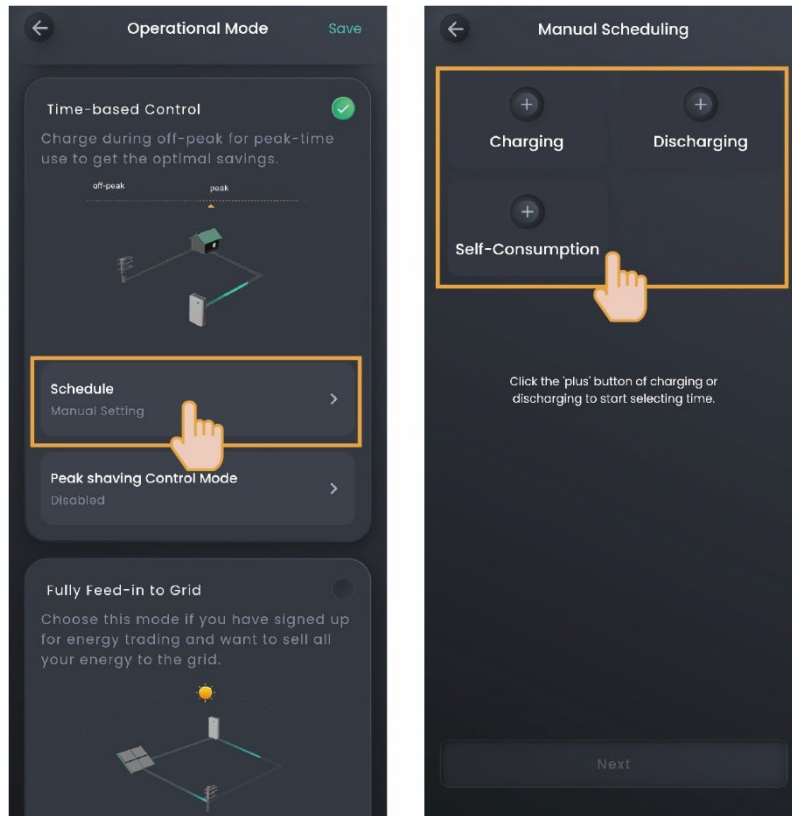 Operational Mode
Save
Time-based Control
Charge during off-peak for peak-time
use to get the optimal savings.
off-peak
peak
Schedule
Manual Setting
Peak shaving Control Mode
Disabled
Fully Feed-in to Grid
Choose this mode if you have signed up
for energy trading and want to sell all
your energy to the grid.
Manual Scheduling
Charging
Discharging
Self-Consumption
Click the 'plus' button of charging or
discharging to start selecting time.
Next